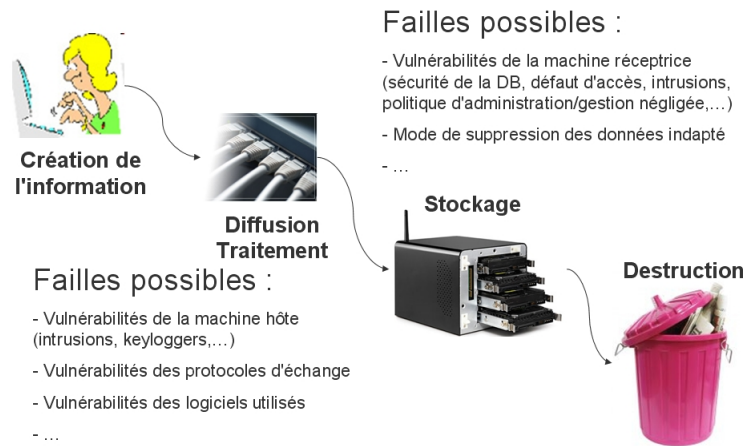 Failles possibles :
- Vulnérabilités de la machine réceptrice
(sécurité de la DB, défaut d'accès, intrusions,
politique d'administration/gestion négligée,…)
- Mode de suppression des données indapté
- …
Création de
l'information
Diffusion
Traitement
Stockage
Destruction
Failles possibles :
- Vulnérabilités de la machine hôte
(intrusions, keyloggers,…)
- Vulnérabilités des protocoles d'échange
- Vulnérabilités des logiciels utilisés
- …